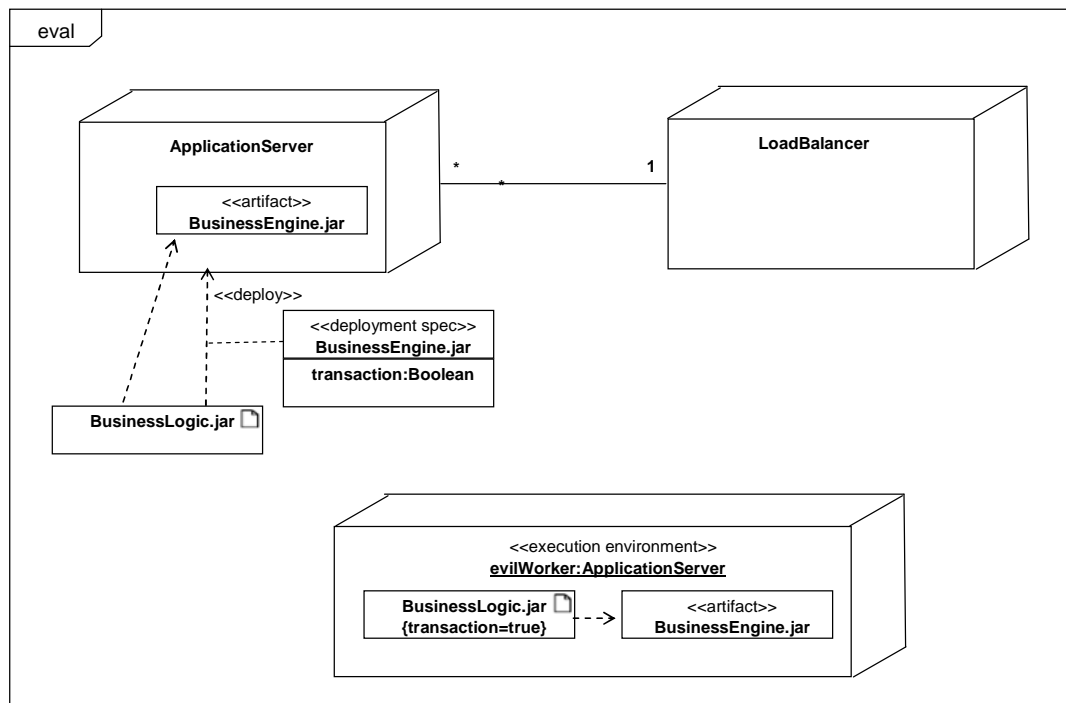 eval
ApplicationServer
LoadBalancer
*
*
1
<<artifact>>
BusinessEngine.jar
<<deploy>>
<<deployment spec>>
BusinessEngine.jar
transaction:Boolean
BusinessLogic.jar
<<execution environment>>
evilWorker:ApplicationServer
BusinessLogic.jar
{transaction=true}
<<artifact>>
BusinessEngine.jar